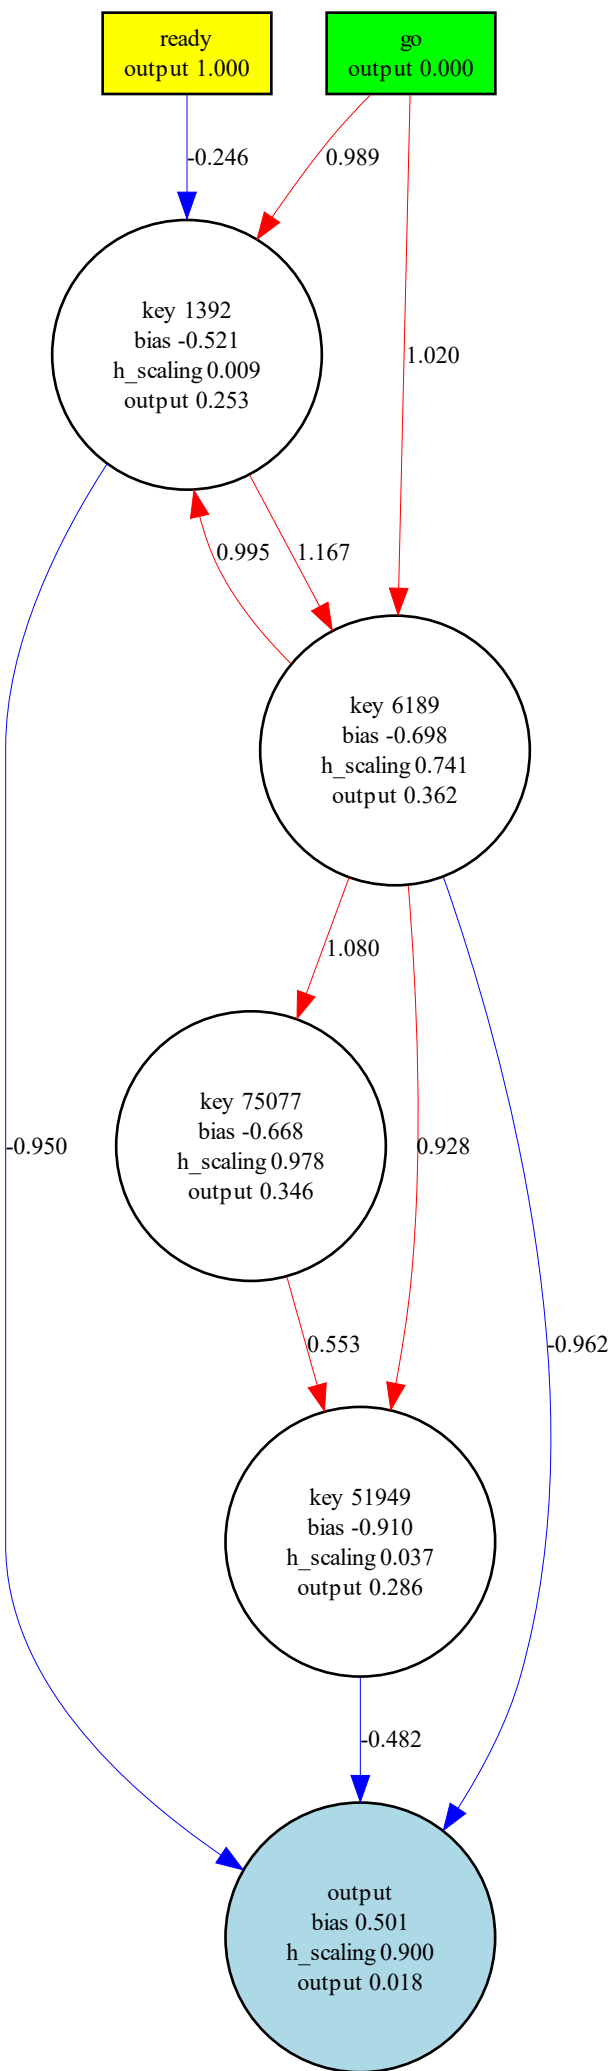 ready
output 1.000
go
output 0.000
-0.246
0.989
1.020
key 1392
bias -0.521
h_scaling 0.009
output 0.253
0.995
1.167
key 6189
bias -0.698
h_scaling 0.741
output 0.362
1.080
key 75077
bias -0.668
h_scaling 0.978
output 0.346
-0.950
0.928
0.553
-0.962
key 51949
bias -0.910
h_scaling 0.037
output 0.286
-0.482
output
bias 0.501
h_scaling 0.900
output 0.018